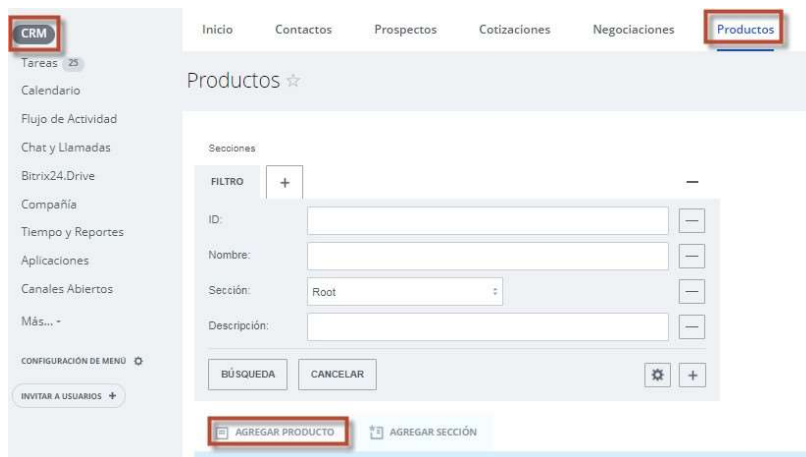 CRM
Tareas 25
Calendario
Flujo de Actividad
Chat y Llamadas
Bitrix24.Drive
Compañía
Tiempo y Reportes
Aplicaciones
Canales Abiertos
Más... -
CONFIGURACIÓN DE MENÚ
INVITAR A USUARIOS +
Inicio Contactos Prospectos Cotizaciones Negociaciones Productos
Productos
Secciones
FILTRO +
ID:
Nombre:
Sección: Root
Descripción:
BÚSQUEDA CANCELAR
AGREGAR PRODUCTO AGREGAR SECCIÓN